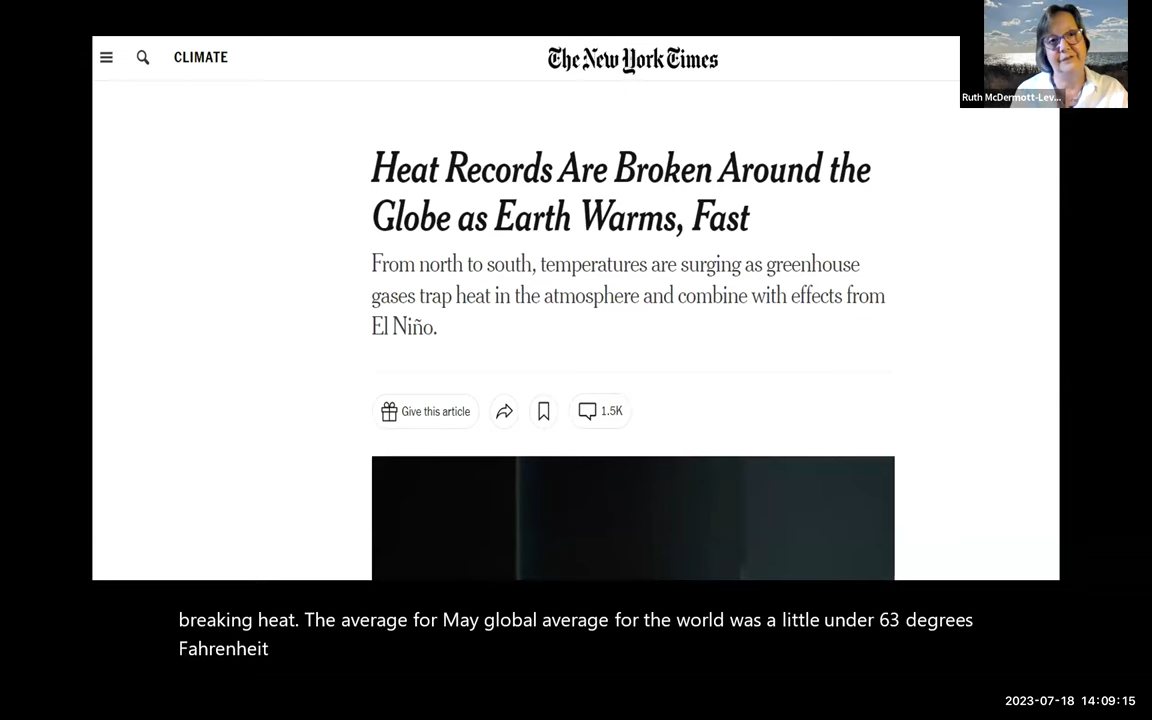 CLIMATE
The New York Times
Ruth McDermott-Lev...
Heat Records Are Broken Around the
Globe as Earth Warms, Fast
From north to south, temperatures are surging as greenhouse
gases trap heat in the atmosphere and combine with effects from
El Niño.
Give this article
1.5K
breaking heat. The average for May global average for the world was a little under 63 degrees
Fahrenheit
2023-07-18 14:09:15